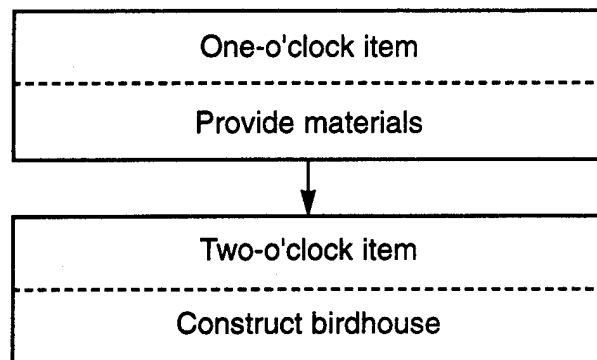 One-o'clock item
Provide materials
Two-o'clock item
Construct birdhouse